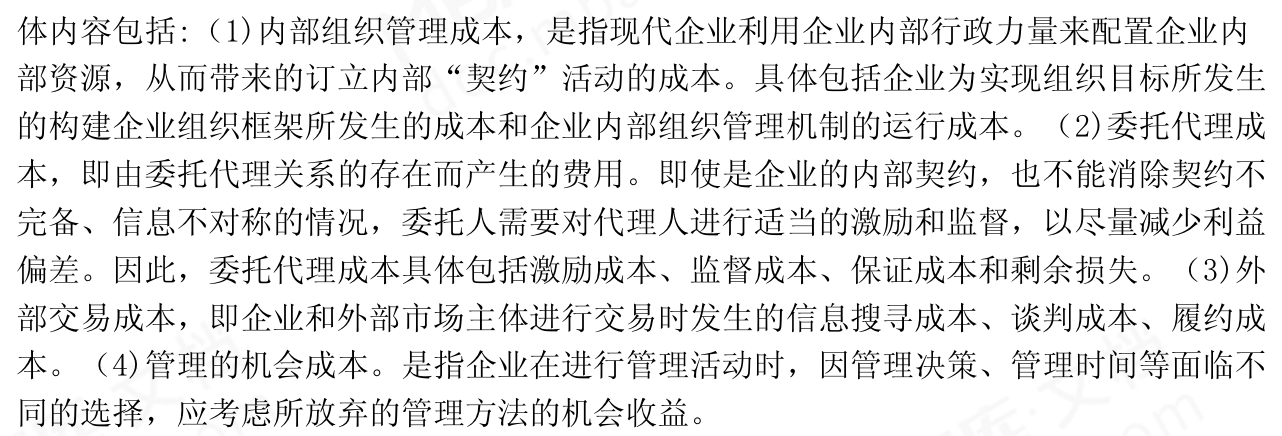 体内容包括:（1)内部组织管理成本，是指现代企业利用企业内部行政力量来配置企业内
部资源，从而带来的订立内部“契约”活动的成本。具体包括企业为实现组织目标所发生
的构建企业组织框架所发生的成本和企业内部组织管理机制的运行成本。（2)委托代理成
本，即由委托代理关系的存在而产生的费用。即使是企业的内部契约，也不能消除契约不
完备、信息不对称的情况，委托人需要对代理人进行适当的激励和监督，以尽量减少利益
偏差。因此，委托代理成本具体包括激励成本、监督成本、保证成本和剩余损失。（3)外
部交易成本，即企业和外部市场主体进行交易时发生的信息搜寻成本、谈判成本、履约成
本。（4)管理的机会成本。是指企业在进行管理活动时，因管理决策、管理时间等面临不
同的选择，应考虑所放弃的管理方法的机会收益。